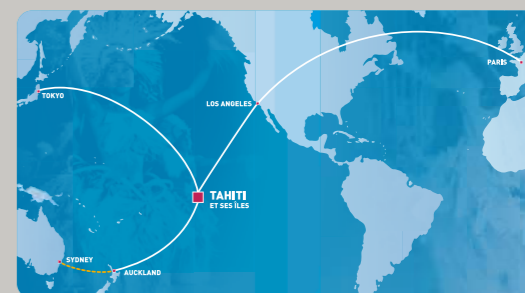 PARIS
TOKYO
LOS ANGELES
TAHITI
ET SES ÎLES
SYDNEY
AUCKLAND